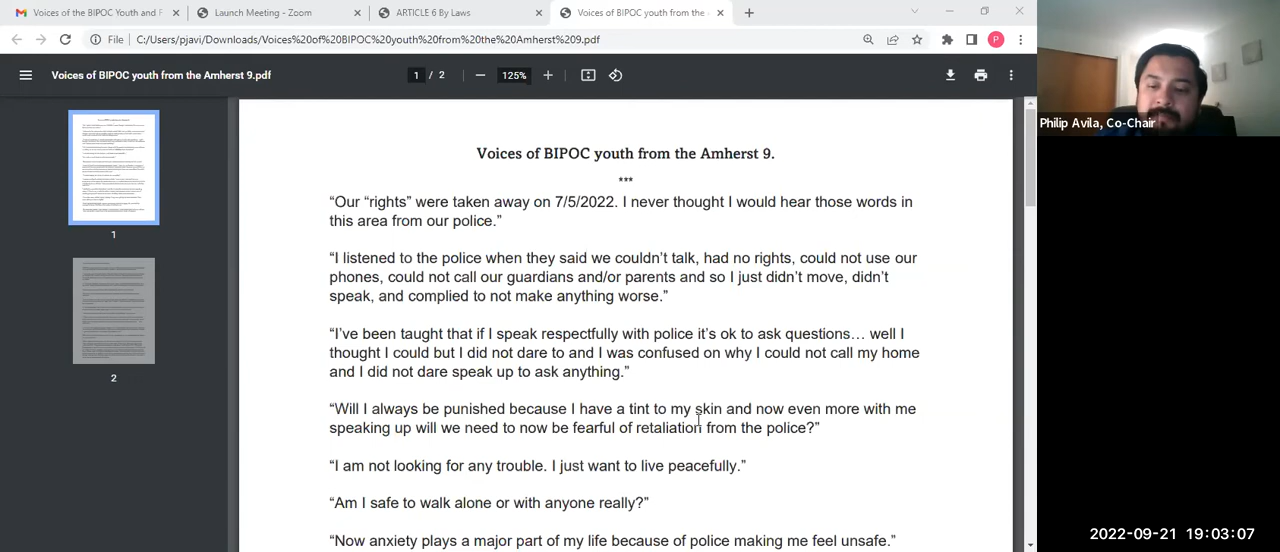 Voices of the BIPOC Youth and F
Launch Meeting - Zoom
ARTICLE 6 By Laws
Voices of BIPOC youth from the
File
C:/Users/pjavi/Downloads/Voices%20of%20BIPOC%20youth%20from%20the%20Amherst%209.pdf
P
Voices of BIPOC youth from the Amherst 9.pdf
1 / 2
125%
1
2
Voices of BIPOC youth from the Amherst 9.
***
“Our “rights” were taken away on 7/5/2022. I never thought I would hear those words in
this area from our police.”
“I listened to the police when they said we couldn’t talk, had no rights, could not use our
phones, could not call our guardians and/or parents and so I just didn’t move, didn’t
speak, and complied to not make anything worse.”
“I’ve been taught that if I speak respectfully with police it’s ok to ask questions… well I
thought I could but I did not dare to and I was confused on why I could not call my home
and I did not dare speak up to ask anything.”
“Will I always be punished because I have a tint to my skin and now even more with me
speaking up will we need to now be fearful of retaliation from the police?”
“I am not looking for any trouble. I just want to live peacefully.”
“Am I safe to walk alone or with anyone really?”
“Now anxiety plays a major part of my life because of police making me feel unsafe.”
Philip Avila, Co-Chair
2022-09-21 19:03:07